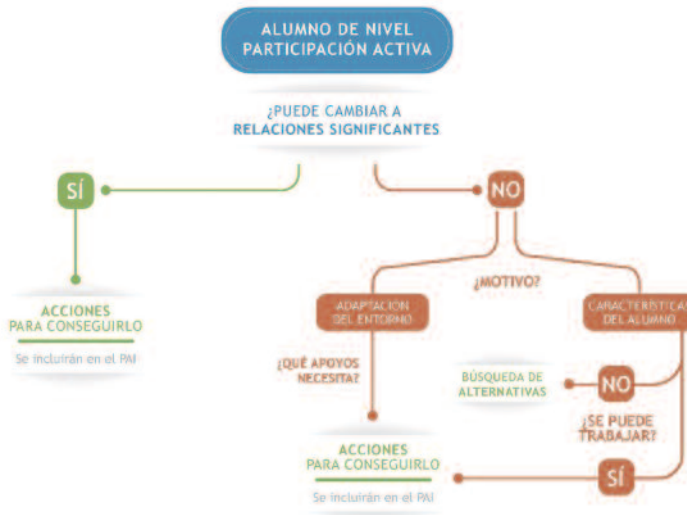 ALUMNO DE NIVEL
PARTICIPACIÓN ACTIVA
¿PUEDE CAMBIAR A
RELACIONES SIGNIFICANTES
SÍ
NO
¿MOTIVO?
ACCIONES
PARA CONSEGUIRLO
Se incluirán en el PAI
ADAPTACIÓN
DEL ENTORNO
CARACTERÍSTICAS
DEL ALUMNO
¿QUÉ APOYOS
NECESITA?
BÚSQUEDA DE
ALTERNATIVAS
NO
¿SE PUEDE
TRABAJAR?
ACCIONES
PARA CONSEGUIRLO
Se incluirán en el PAI
SÍ